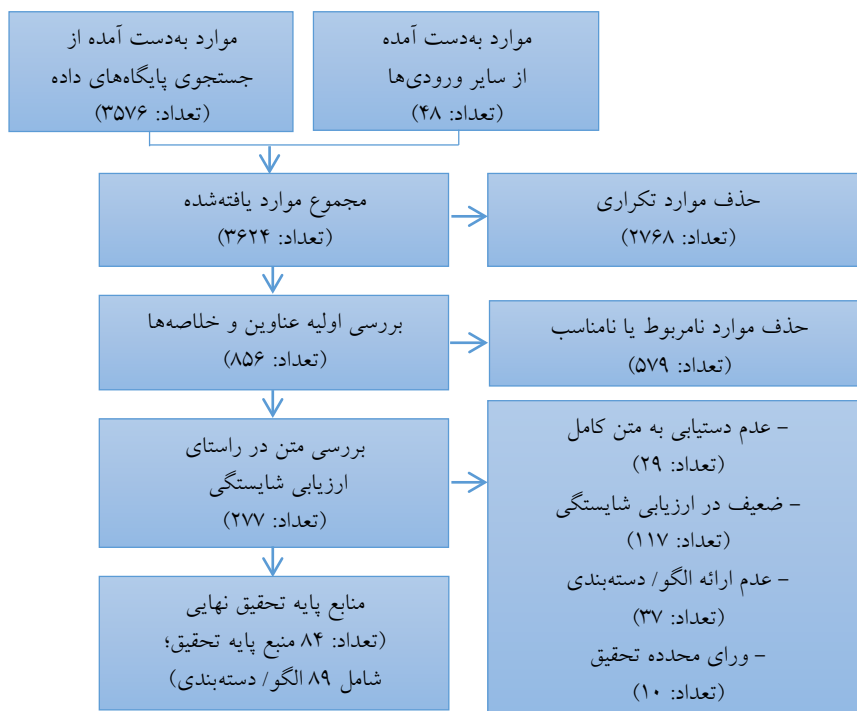 موارد به‌دست آمده
از سایر ورودی‌ها
(تعداد: ۴۸)
موارد به‌دست آمده از
جستجوی پایگاه‌های داده
(تعداد: ۳۵۷۶)
حذف موارد تکراری
(تعداد: ۲۷۶۸)
مجموع موارد یافته‌شده
(تعداد: ۳۶۲۴)
حذف موارد نامربوط یا نامناسب
(تعداد: ۵۷۹)
بررسی اولیه عناوین و خلاصه‌ها
(تعداد: ۸۵۶)
- عدم دستیابی به متن کامل
(تعداد: ۲۹)
- ضعیف در ارزیابی شایستگی
(تعداد: ۱۱۷)
- عدم ارائه الگو/ دسته‌بندی
(تعداد: ۳۷)
- ورای محدده تحقیق
(تعداد: ۱۰)
بررسی متن در راستای
ارزیابی شایستگی
(تعداد: ۲۷۷)
منابع پایه تحقیق نهایی
(تعداد: ۸۴ منبع پایه تحقیق؛
شامل ۸۹ الگو/ دسته‌بندی)